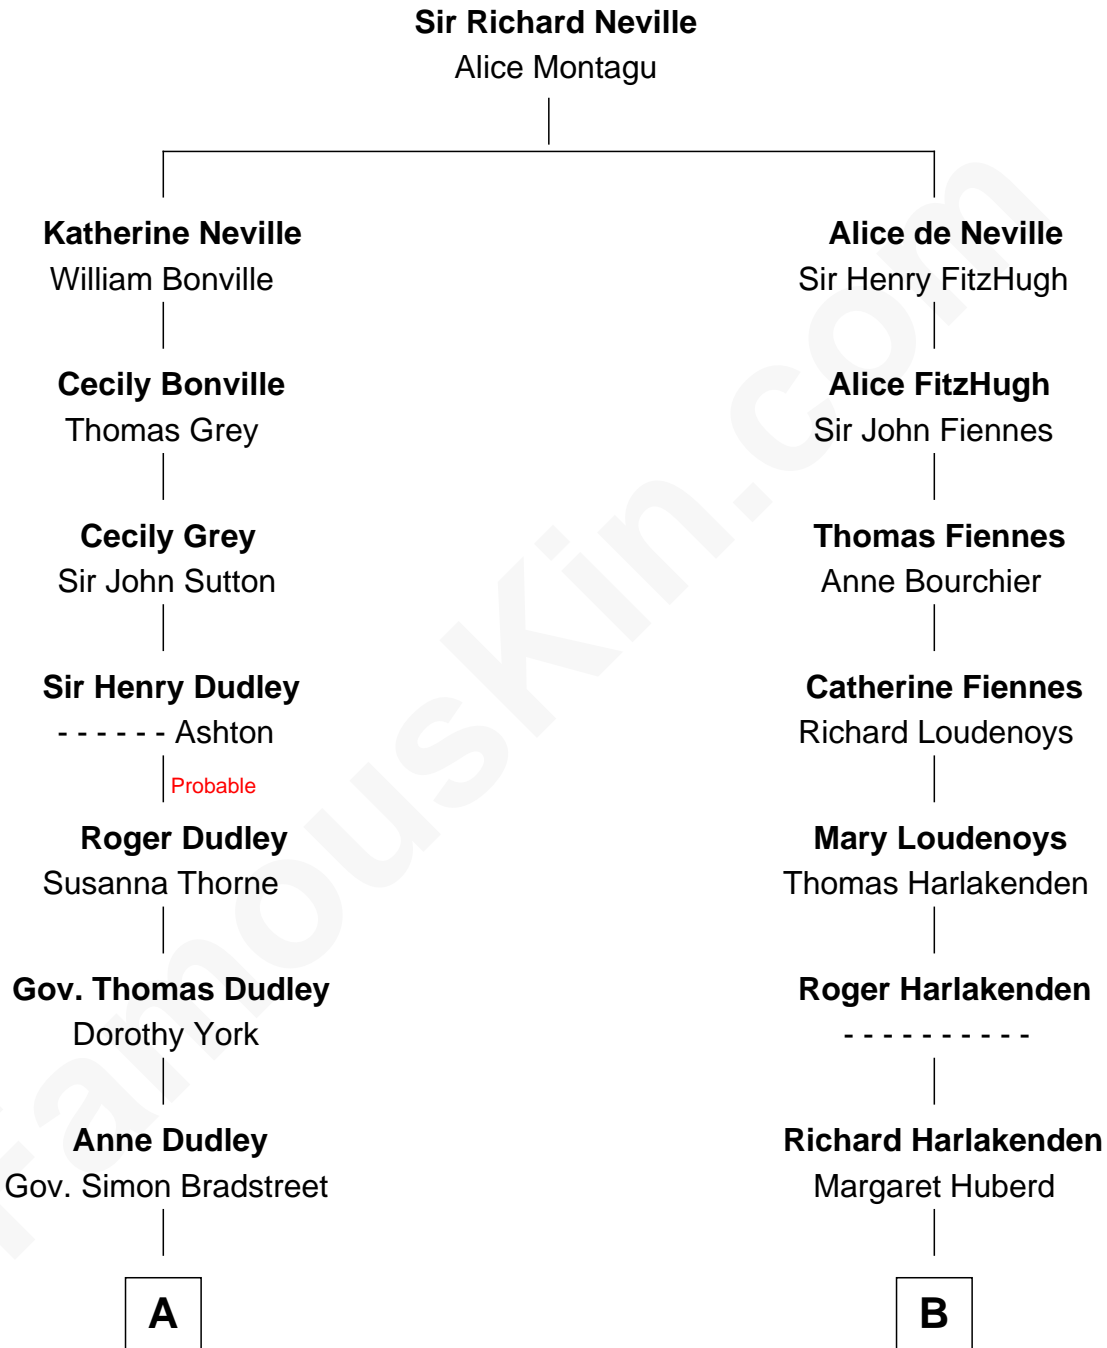 Sir Richard Neville
Alice Montagu
Katherine Neville
William Bonville
Alice de Neville
Sir Henry FitzHugh
Cecily Bonville
Thomas Grey
Alice FitzHugh
Sir John Fiennes
Cecily Grey
Sir John Sutton
Thomas Fiennes
Anne Bourchier
Sir Henry Dudley
- - - - - - Ashton
Catherine Fiennes
Richard Loudenoys
Probable
Roger Dudley
Susanna Thorne
Mary Loudenoys
Thomas Harlakenden
Gov. Thomas Dudley
Dorothy York
Roger Harlakenden
- - - - - - - - - -
Anne Dudley
Gov. Simon Bradstreet
Richard Harlakenden
Margaret Huberd
A
B
FamousKin.com